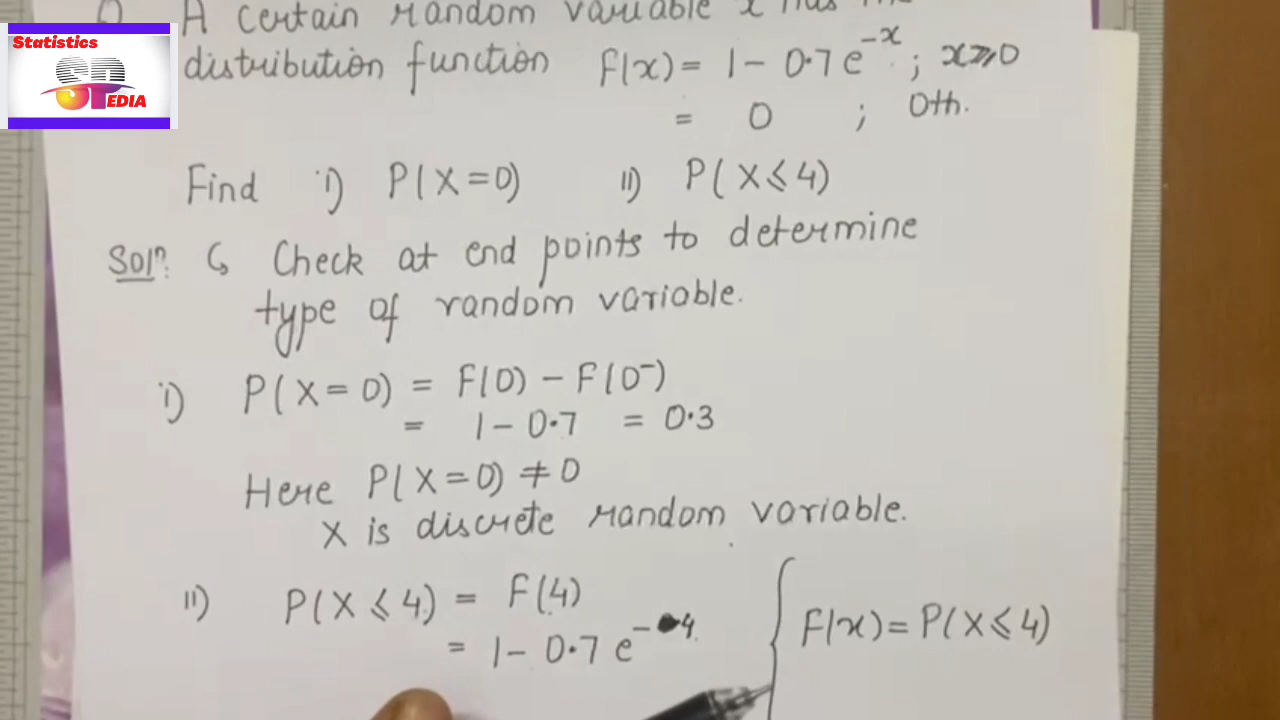 A certain random variable x has
distribution function F(x) = 1 - 0.7 e^{-x} ; x⩾0
= 0 ; Oth.
Find i) P(X=0) ii) P(X⩽4)
Soln: ↳ Check at end points to determine
type of random variable.
i) P(X=0) = F(0) - F(0⁻)
= 1 - 0.7 = 0.3
Here P(X=0) ≠ 0
X is discrete random variable.
ii) P(X⩽4) = F(4)
= 1 - 0.7 e^{-4}
F(x) = P(X⩽4)
Statistics
PEDIA